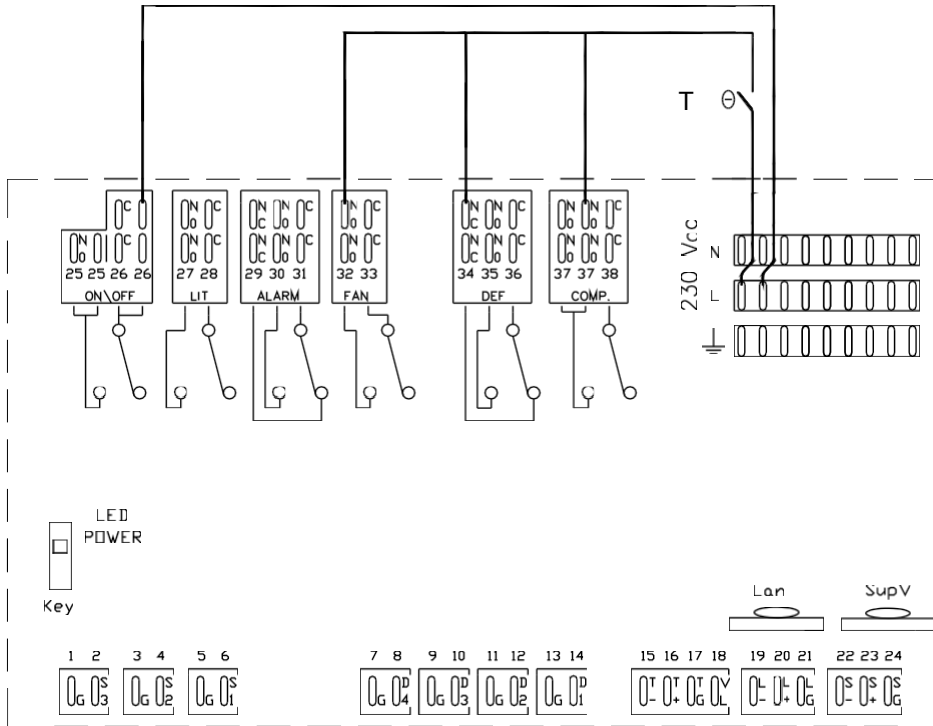 T
C
N C
N N C
N C
N N C
N N C
O
C O
O
C O
O O
N C
N C
N N C
N C
N N C
N N C
N
O
O
C O
O
C O
O O
25 25 26 26
27 28
29 30 31
32 33
34 35 36
37 37 38
ON\OFF
LIT
ALARM
FAN
DEF
COMP.
230 Vcc
N
L
LED
POWER
Key
Lan
SupV
1 2
3 4
5 6
7 8
9 10
11 12
13 14
15 16 17 18
19 20 21
22 23 24
G S3
G S2
G S1
G D4
G D3
G D2
G D1
T- T+ TG VL
L- L+ LG
S- S+ SG